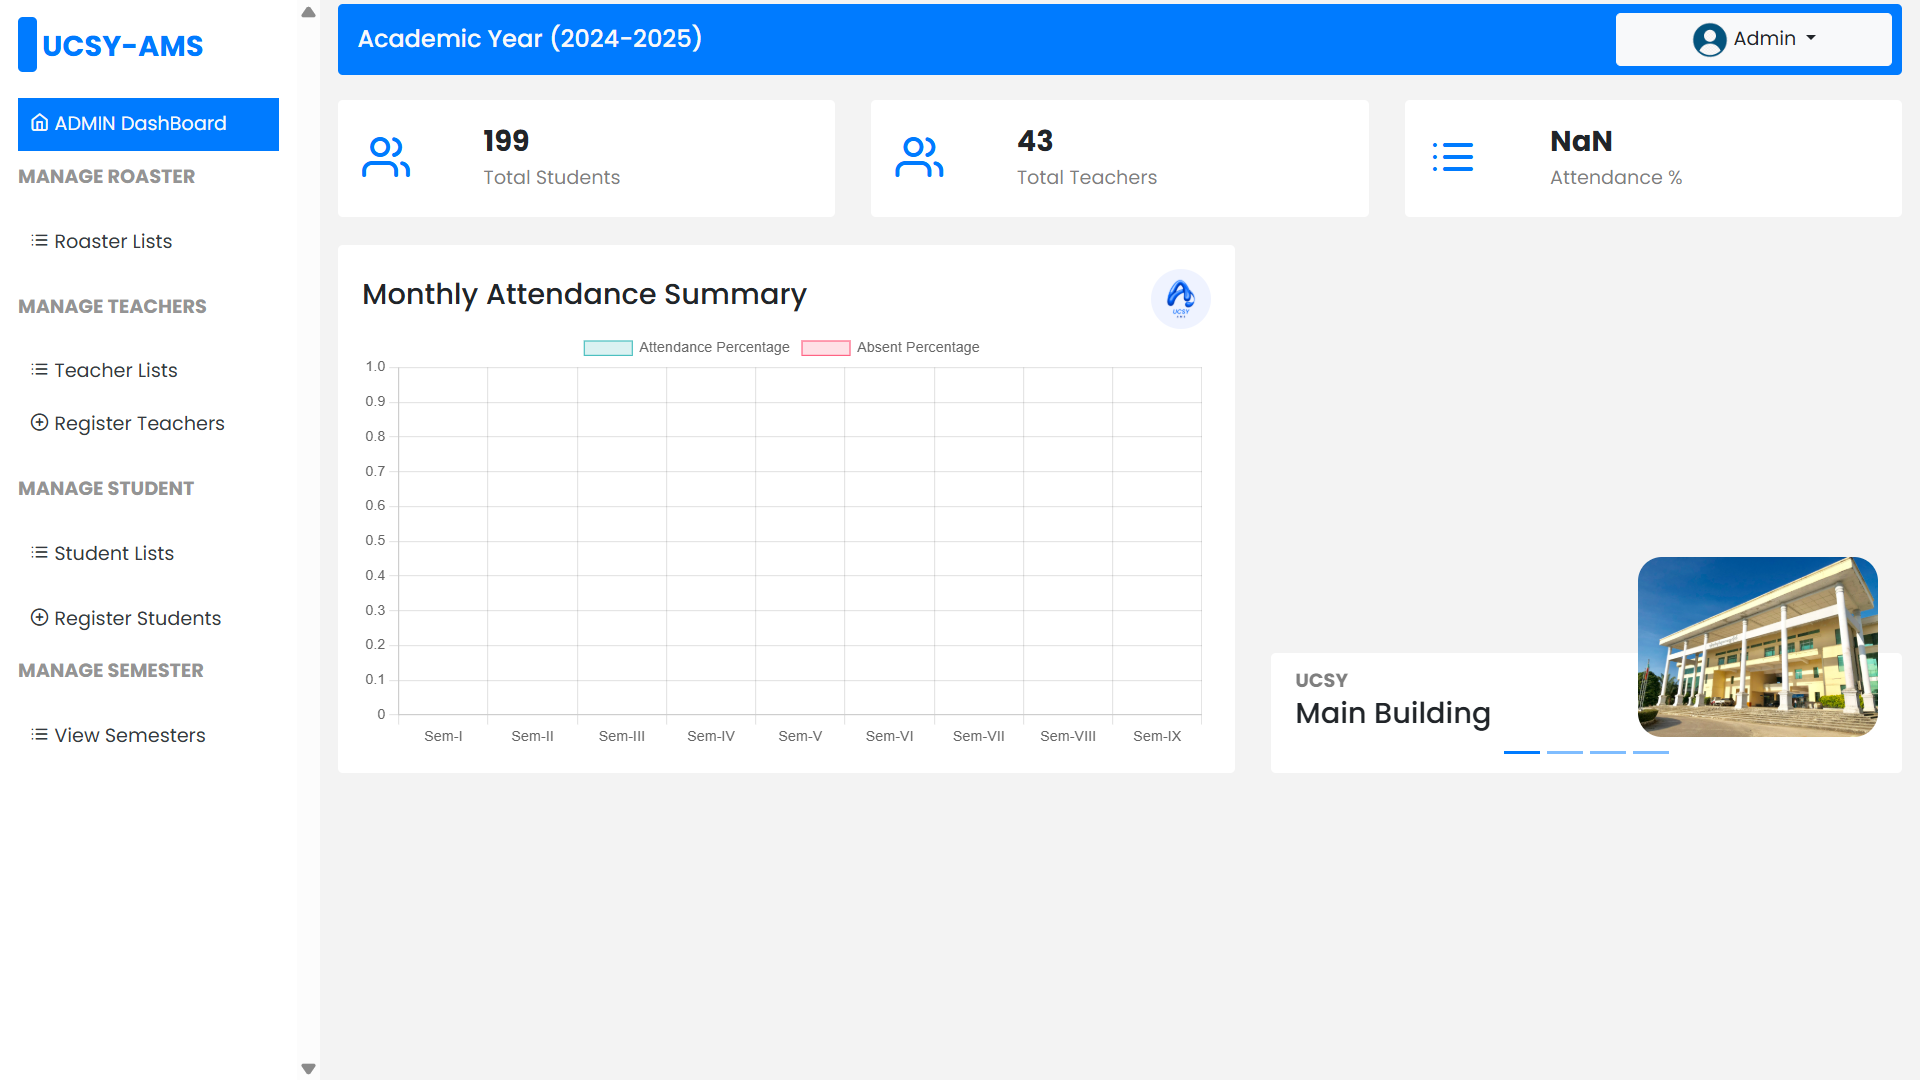 UCSY-AMS
ADMIN DashBoard
MANAGE ROASTER
Roaster Lists
MANAGE TEACHERS
Teacher Lists
Register Teachers
MANAGE STUDENT
Student Lists
Register Students
MANAGE SEMESTER
View Semesters
Academic Year (2024-2025)
Admin
199
Total Students
43
Total Teachers
NaN
Attendance %
Monthly Attendance Summary
UCSY
AMS
Attendance Percentage
Absent Percentage
1.0
0.9
0.8
0.7
0.6
0.5
0.4
0.3
0.2
0.1
0
Sem-I Sem-II Sem-III Sem-IV Sem-V Sem-VI Sem-VII Sem-VIII Sem-IX
UCSY
Main Building